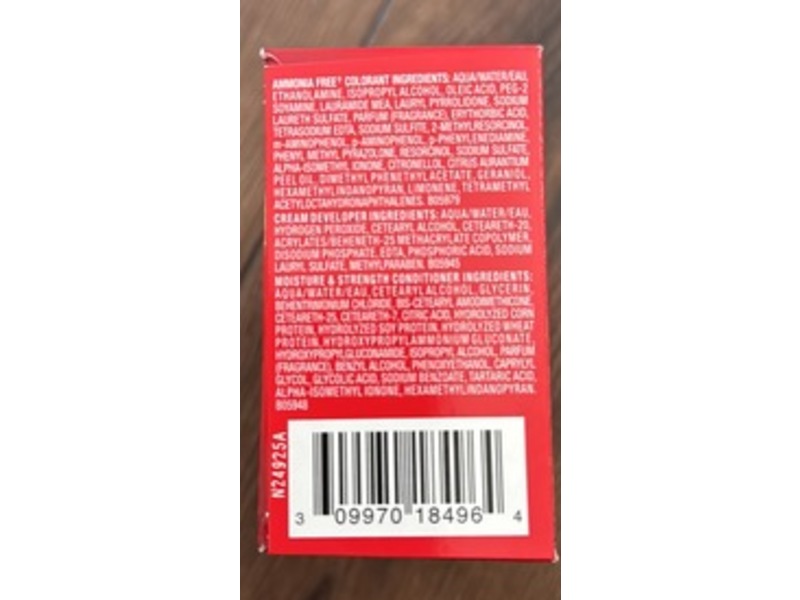 AMMONIA FREE* COLORANT INGREDIENTS: AQUA/WATER/EAU,
ETHANOLAMINE, ISOPROPYL ALCOHOL, OLEIC ACID, PEG-2
SOYAMINE, LAURAMIDE MEA, LAURYL PYRROLIDONE, SODIUM
LAURETH SULFATE, PARFUM (FRAGRANCE), ERYTHORBIC ACID,
TETRASODIUM EDTA, SODIUM SULFITE, 2-METHYLRESORCINOL,
m-AMINOPHENOL, p-AMINOPHENOL, p-PHENYLENEDIAMINE,
PHENYL METHYL PYRAZOLONE, RESORCINOL, SODIUM SULFATE,
ALPHA-ISOMETHYL IONONE, CITRONELLOL, CITRUS AURANTIUM
PEEL OIL, DIMETHYL PHENETHYL ACETATE, GERANIOL,
HEXAMETHYLINDANOPYRAN, LIMONENE, TETRAMETHYL
ACETYLOCTAHYDRONAPHTHALENES. B05979
CREAM DEVELOPER INGREDIENTS: AQUA/WATER/EAU,
HYDROGEN PEROXIDE, CETEARYL ALCOHOL, CETEARETH-20,
ACRYLATES/BEHENETH-25 METHACRYLATE COPOLYMER,
DISODIUM PHOSPHATE, EDTA, PHOSPHORIC ACID, SODIUM
LAURYL SULFATE, METHYLPARABEN. B05945
MOISTURE & STRENGTH CONDITIONER INGREDIENTS:
AQUA/WATER/EAU, CETEARYL ALCOHOL, GLYCERIN,
BEHENTRIMONIUM CHLORIDE, BIS-CETEARYL AMODIMETHICONE,
CETEARETH-25, CETEARETH-7, CITRIC ACID, HYDROLYZED CORN
PROTEIN, HYDROLYZED SOY PROTEIN, HYDROLYZED WHEAT
PROTEIN, HYDROXYPROPYLAMMONIUM GLUCONATE,
HYDROXYPROPYLGLUCONAMIDE, ISOPROPYL ALCOHOL, PARFUM
(FRAGRANCE), BENZYL ALCOHOL, PHENOXYETHANOL, CAPRYLYL
GLYCOL, GLYCOLIC ACID, SODIUM BENZOATE, TARTARIC ACID,
ALPHA-ISOMETHYL IONONE, HEXAMETHYLINDANOPYRAN.
B05948
N24925A
3 09970 18496 4